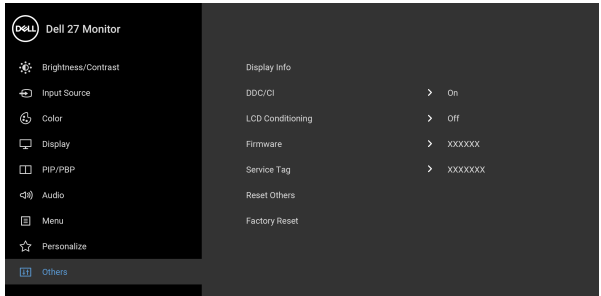 DELL Dell 27 Monitor
Brightness/Contrast
Input Source
Color
Display
PIP/PBP
Audio
Menu
Personalize
Others
Display Info
DDC/CI > On
LCD Conditioning > Off
Firmware > XXXXXX
Service Tag > XXXXXXX
Reset Others
Factory Reset